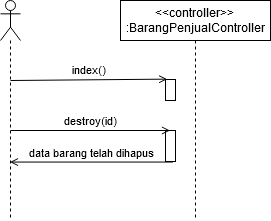 <<controller>>
:BarangPenjualController
index()
destroy(id)
data barang telah dihapus